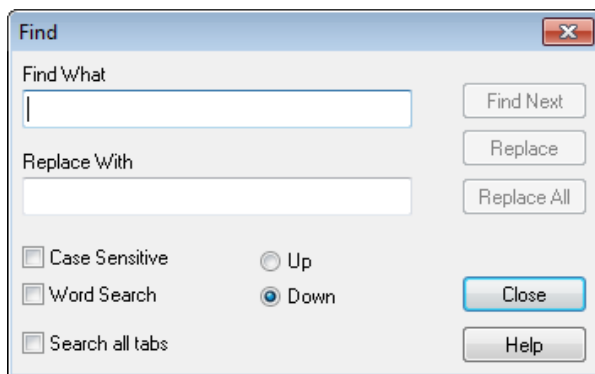 Find
Find What
Find Next
Replace With
Replace
Replace All
Case Sensitive
Up
Word Search
Down
Close
Search all tabs
Help